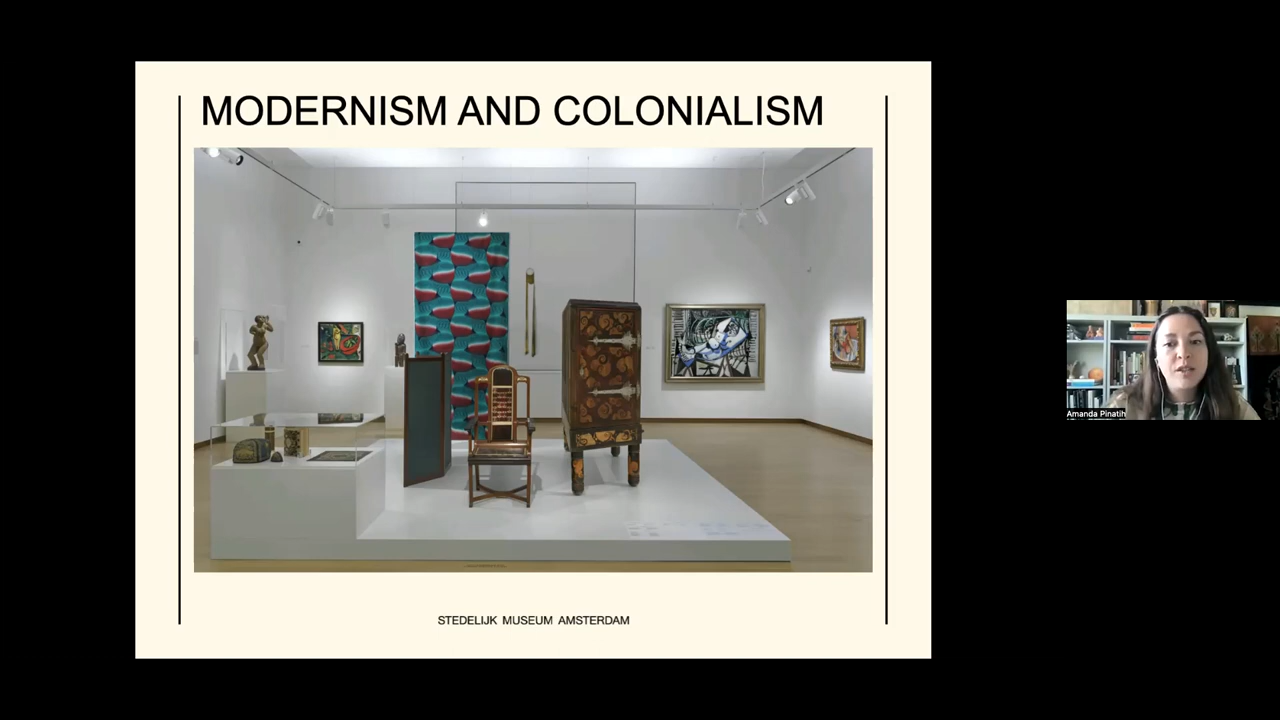 MODERNISM AND COLONIALISM
STEDELIJK MUSEUM AMSTERDAM
Amanda Pinatih